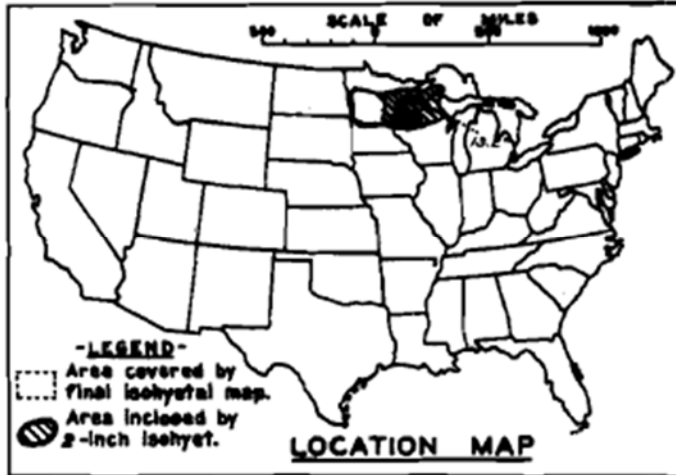 SCALE OF MILES
500 0 500 1000
-LEGEND-
Area covered by
final isohyetal map.
Area inclosed by
2-inch isohyet.
LOCATION MAP